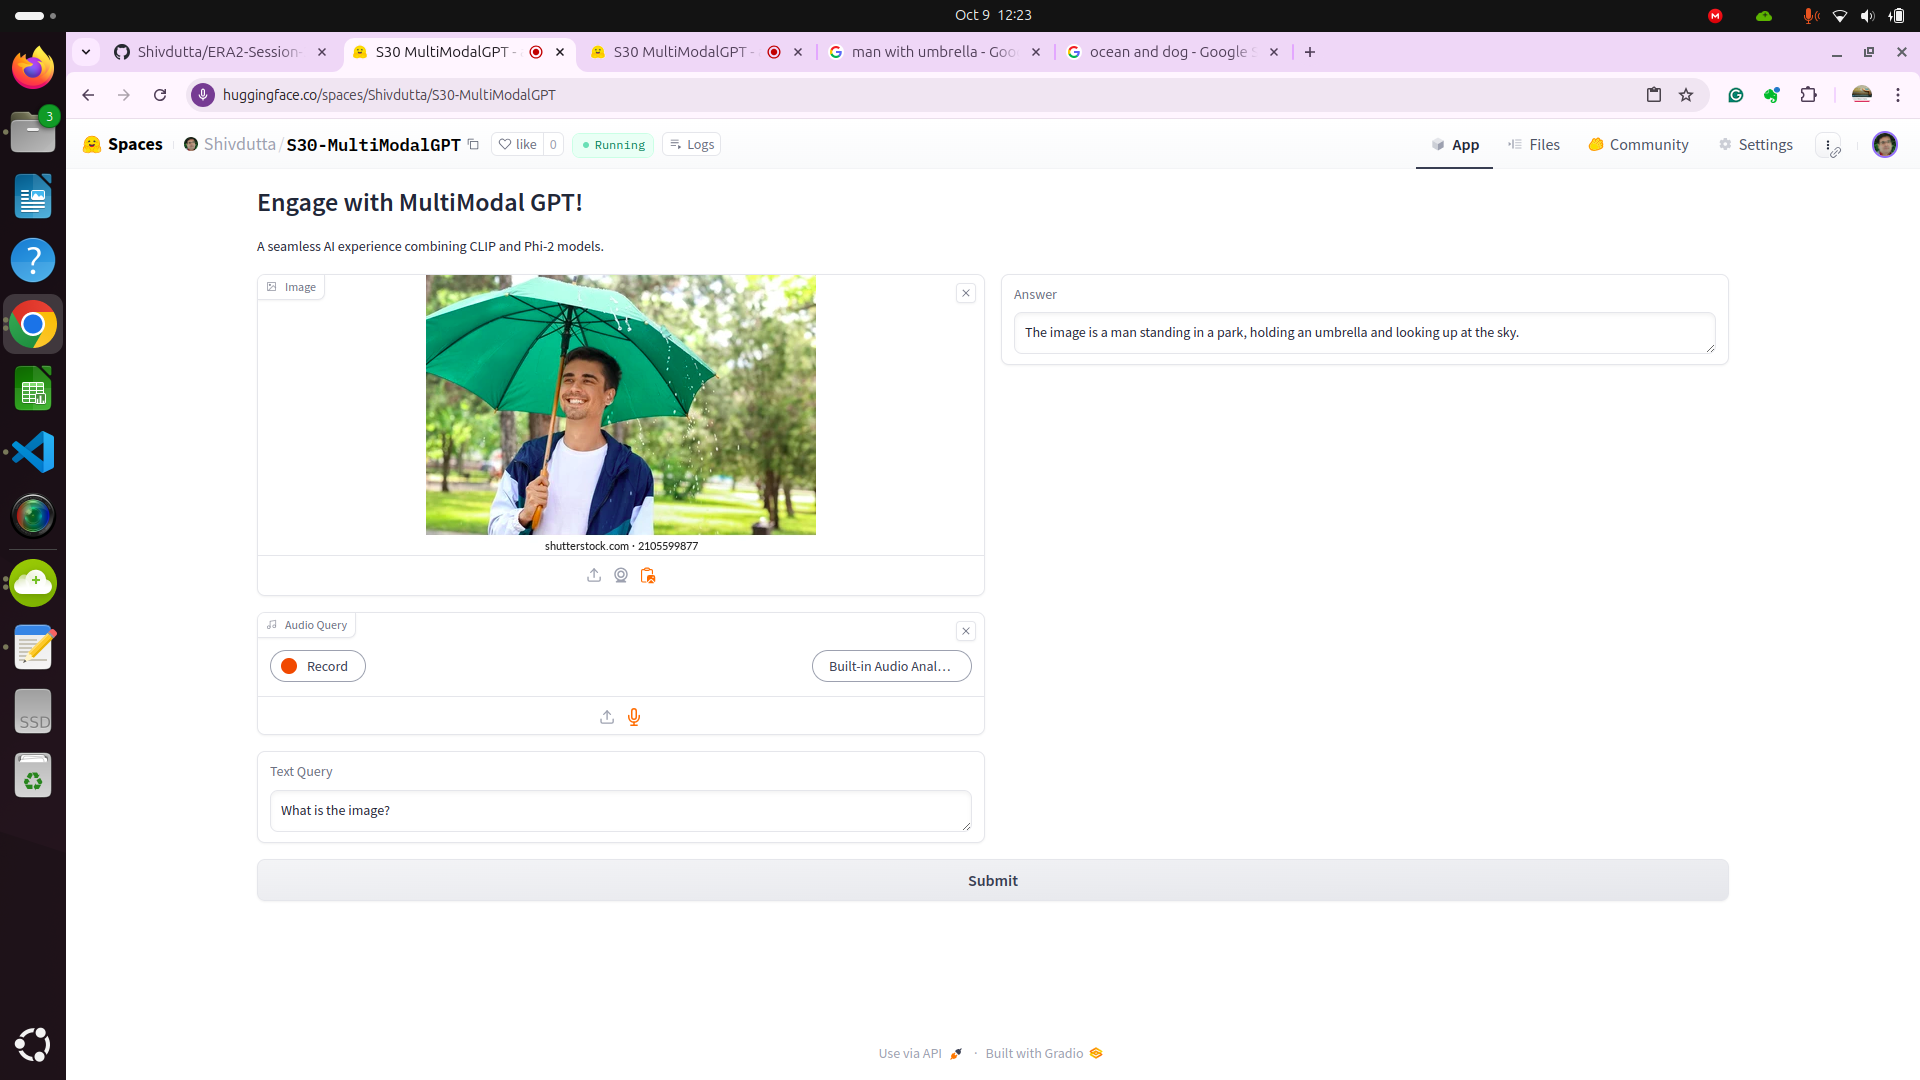 Oct 9 12:23
Shivdutta/ERA2-Session-
S30 MultiModalGPT -
S30 MultiModalGPT -
man with umbrella - Goo
ocean and dog - Google S
huggingface.co/spaces/Shivdutta/S30-MultiModalGPT
Spaces
Shivdutta/S30-MultiModalGPT
like 0
Running
Logs
App
Files
Community
Settings
Engage with MultiModal GPT!
A seamless AI experience combining CLIP and Phi-2 models.
Image
shutterstock.com · 2105599877
Answer
The image is a man standing in a park, holding an umbrella and looking up at the sky.
Audio Query
Record
Built-in Audio Anal...
Text Query
What is the image?
Submit
Use via API · Built with Gradio
3
SSD